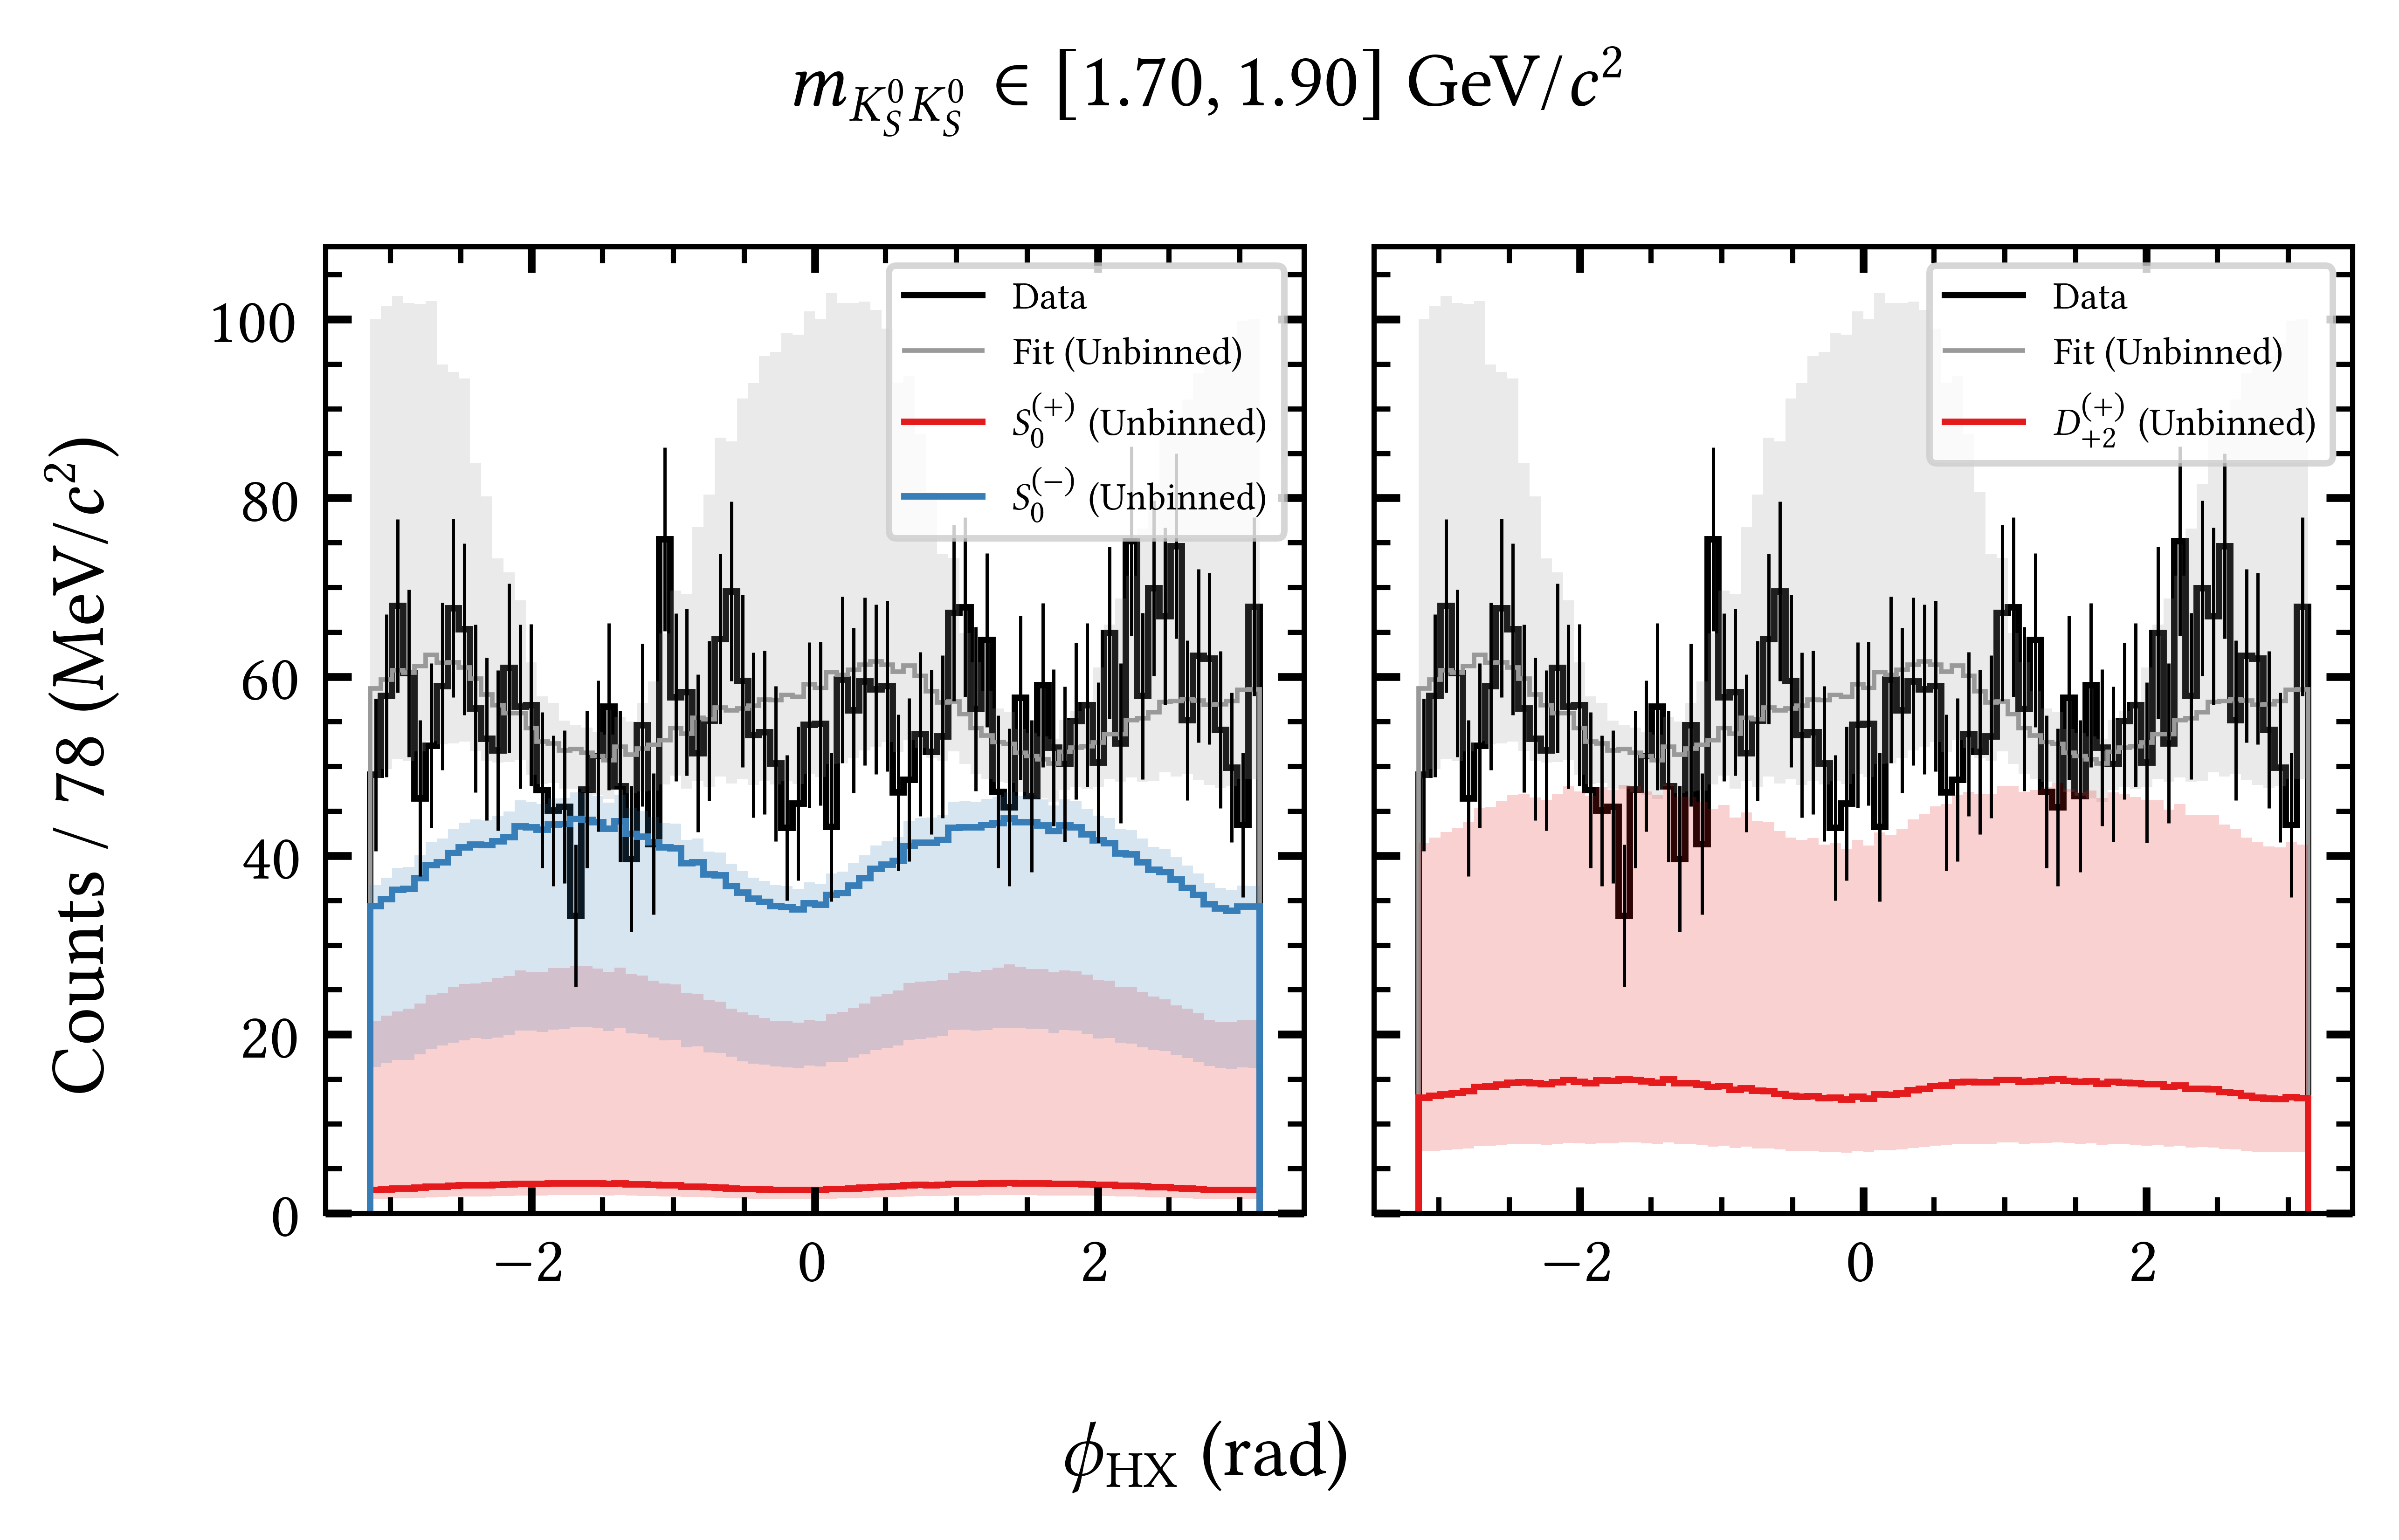 m_{K_S^0 K_S^0} ∈ [1.70, 1.90] GeV/c²
Counts / 78 (MeV/c²)
100
80
60
40
20
0
Data
Fit (Unbinned)
S_0^{(+)} (Unbinned)
S_0^{(−)} (Unbinned)
−2
0
2
Data
Fit (Unbinned)
D_{+2}^{(+)} (Unbinned)
−2
0
2
ϕ_{HX} (rad)